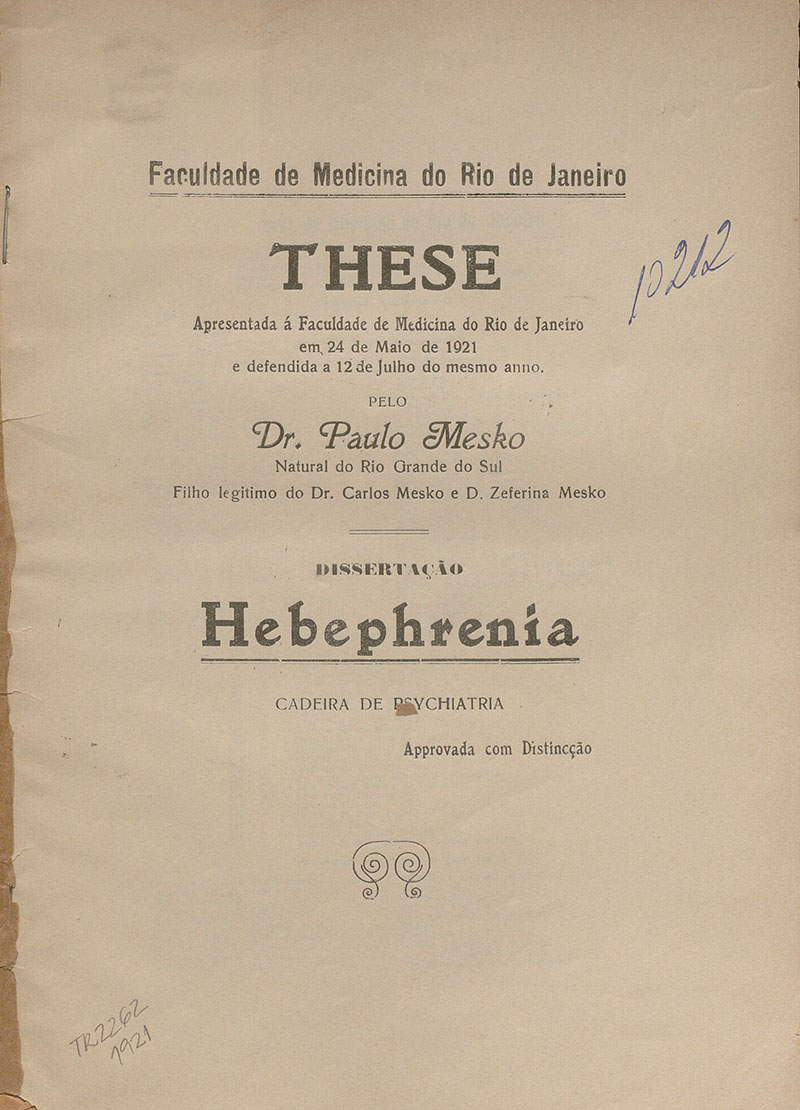 Faculdade de Medicina do Rio de Janeiro
THESE
10212
Apresentada á Faculdade de Medicina do Rio de Janeiro
em 24 de Maio de 1921
e defendida a 12 de Julho do mesmo anno.
PELO
Dr. Paulo Mesko
Natural do Rio Grande do Sul
Filho legitimo do Dr. Carlos Mesko e D. Zeferina Mesko
DISSERTAÇÃO
Hebephrenia
CADEIRA DE PSYCHIATRIA
Approvada com Distincção
TR2262
1921